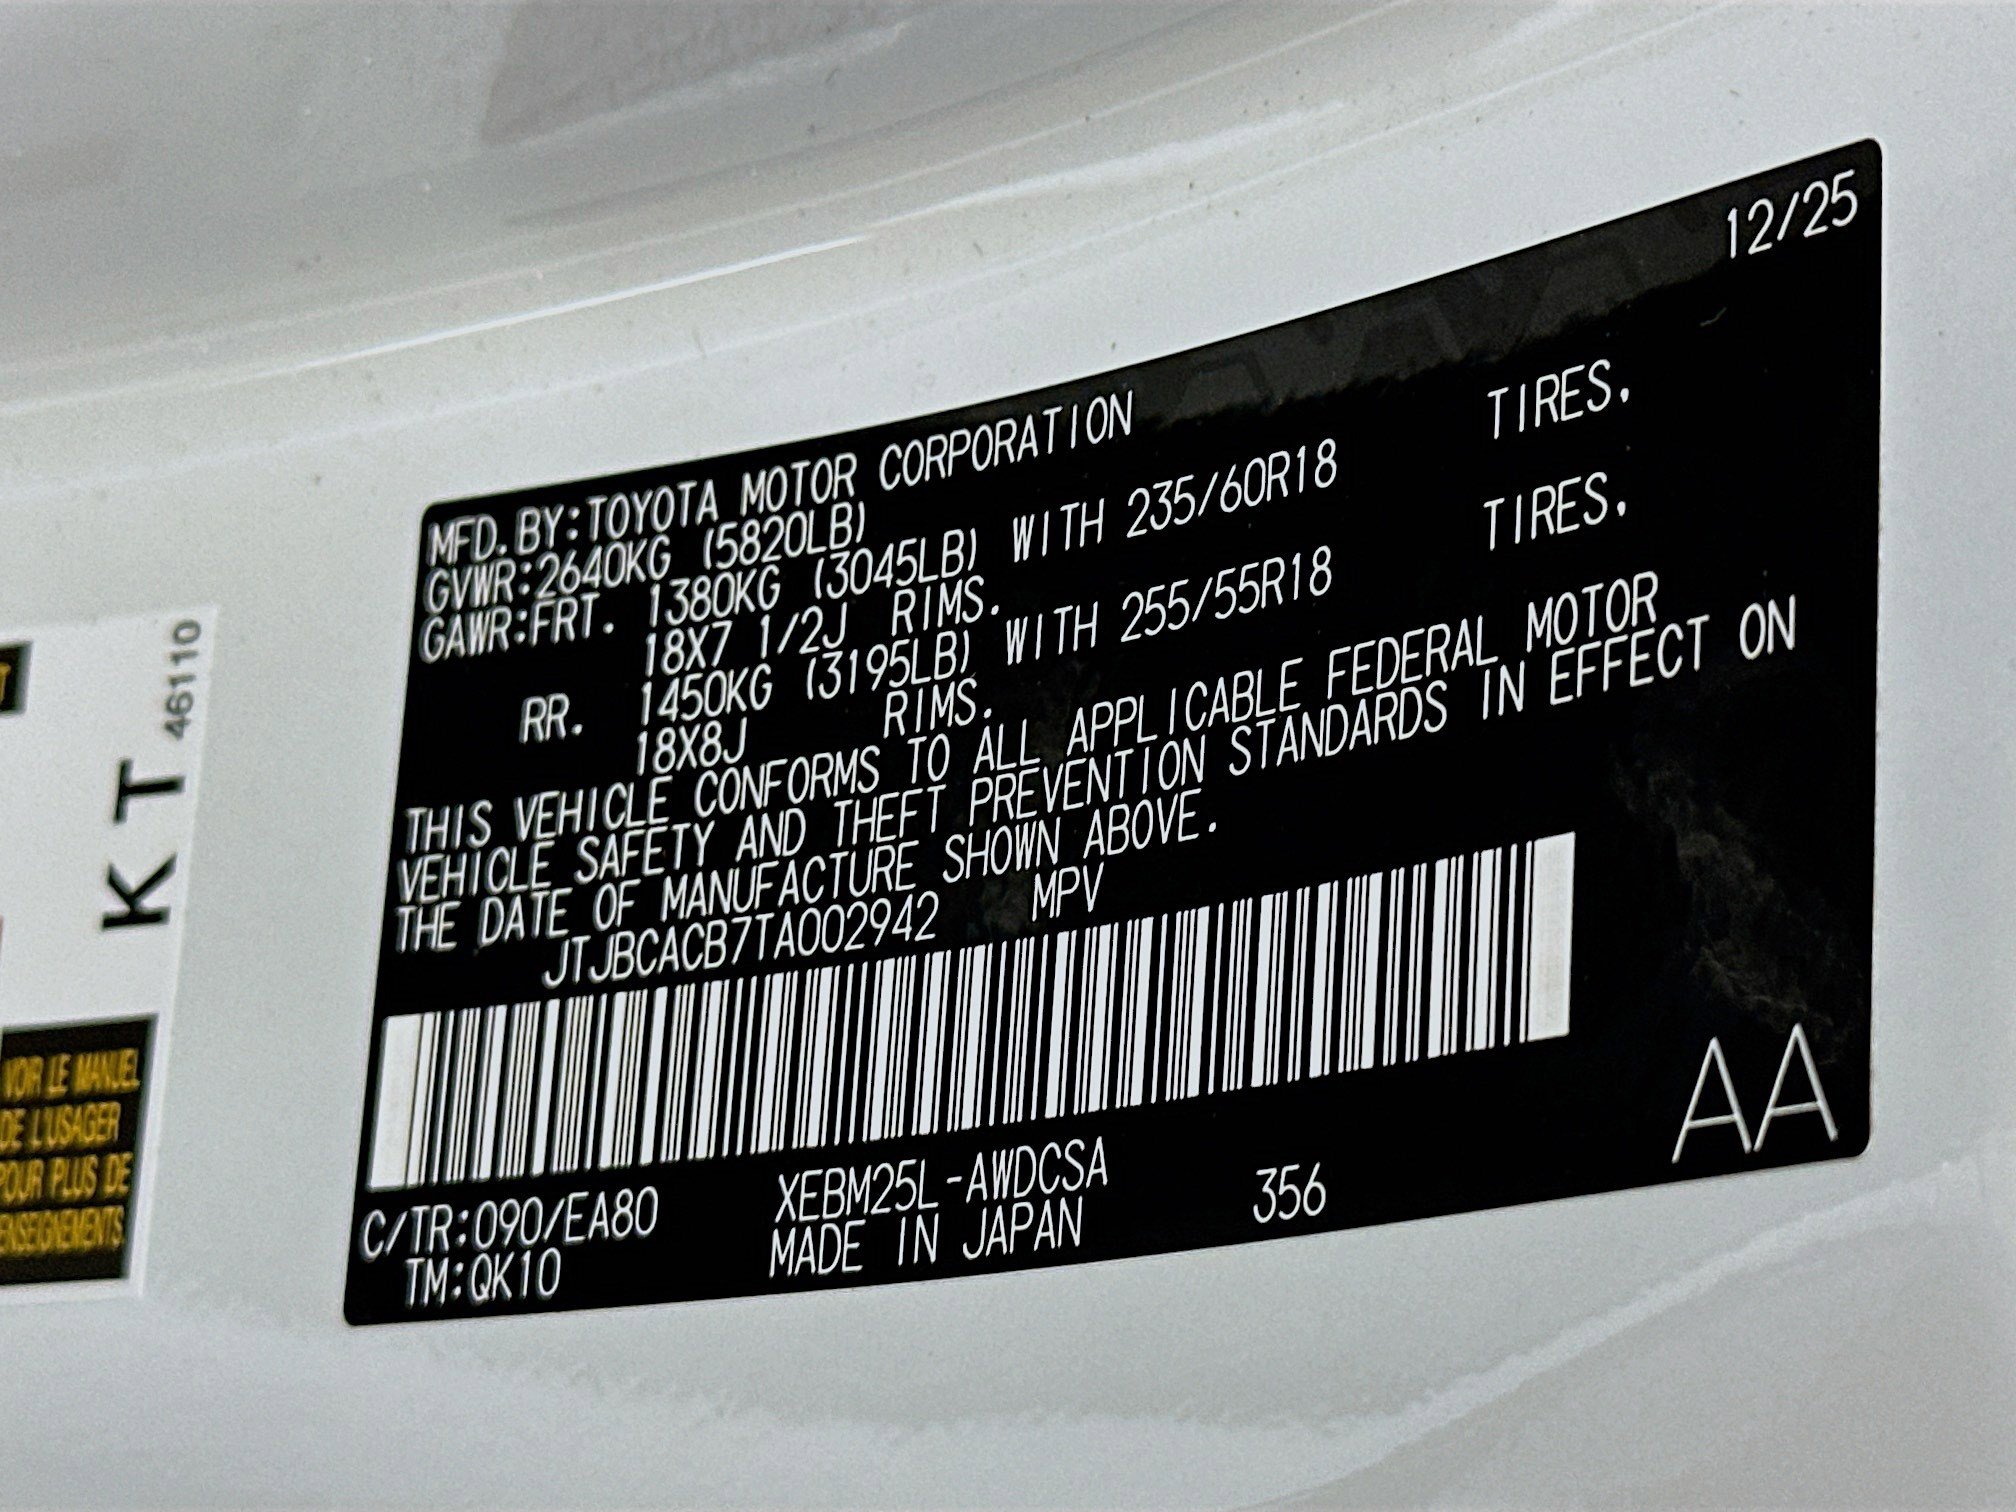 12/25
MFD. BY:TOYOTA MOTOR CORPORATION
GVWR:2640KG (5820LB)
GAWR:FRT. 1380KG (3045LB) WITH 235/60R18 TIRES.
18X7 1/2J RIMS.
RR. 1450KG (3195LB) WITH 255/55R18 TIRES.
18X8J RIMS.
THIS VEHICLE CONFORMS TO ALL APPLICABLE FEDERAL MOTOR
VEHICLE SAFETY AND THEFT PREVENTION STANDARDS IN EFFECT ON
THE DATE OF MANUFACTURE SHOWN ABOVE.
JTJBCACB7TA002942 MPV
C/TR:090/EA80 XEBM25L-AWDCSA 356 AA
TM:QK10 MADE IN JAPAN
K T 46110
VOIR LE MANUEL
DE L'USAGER
POUR PLUS DE